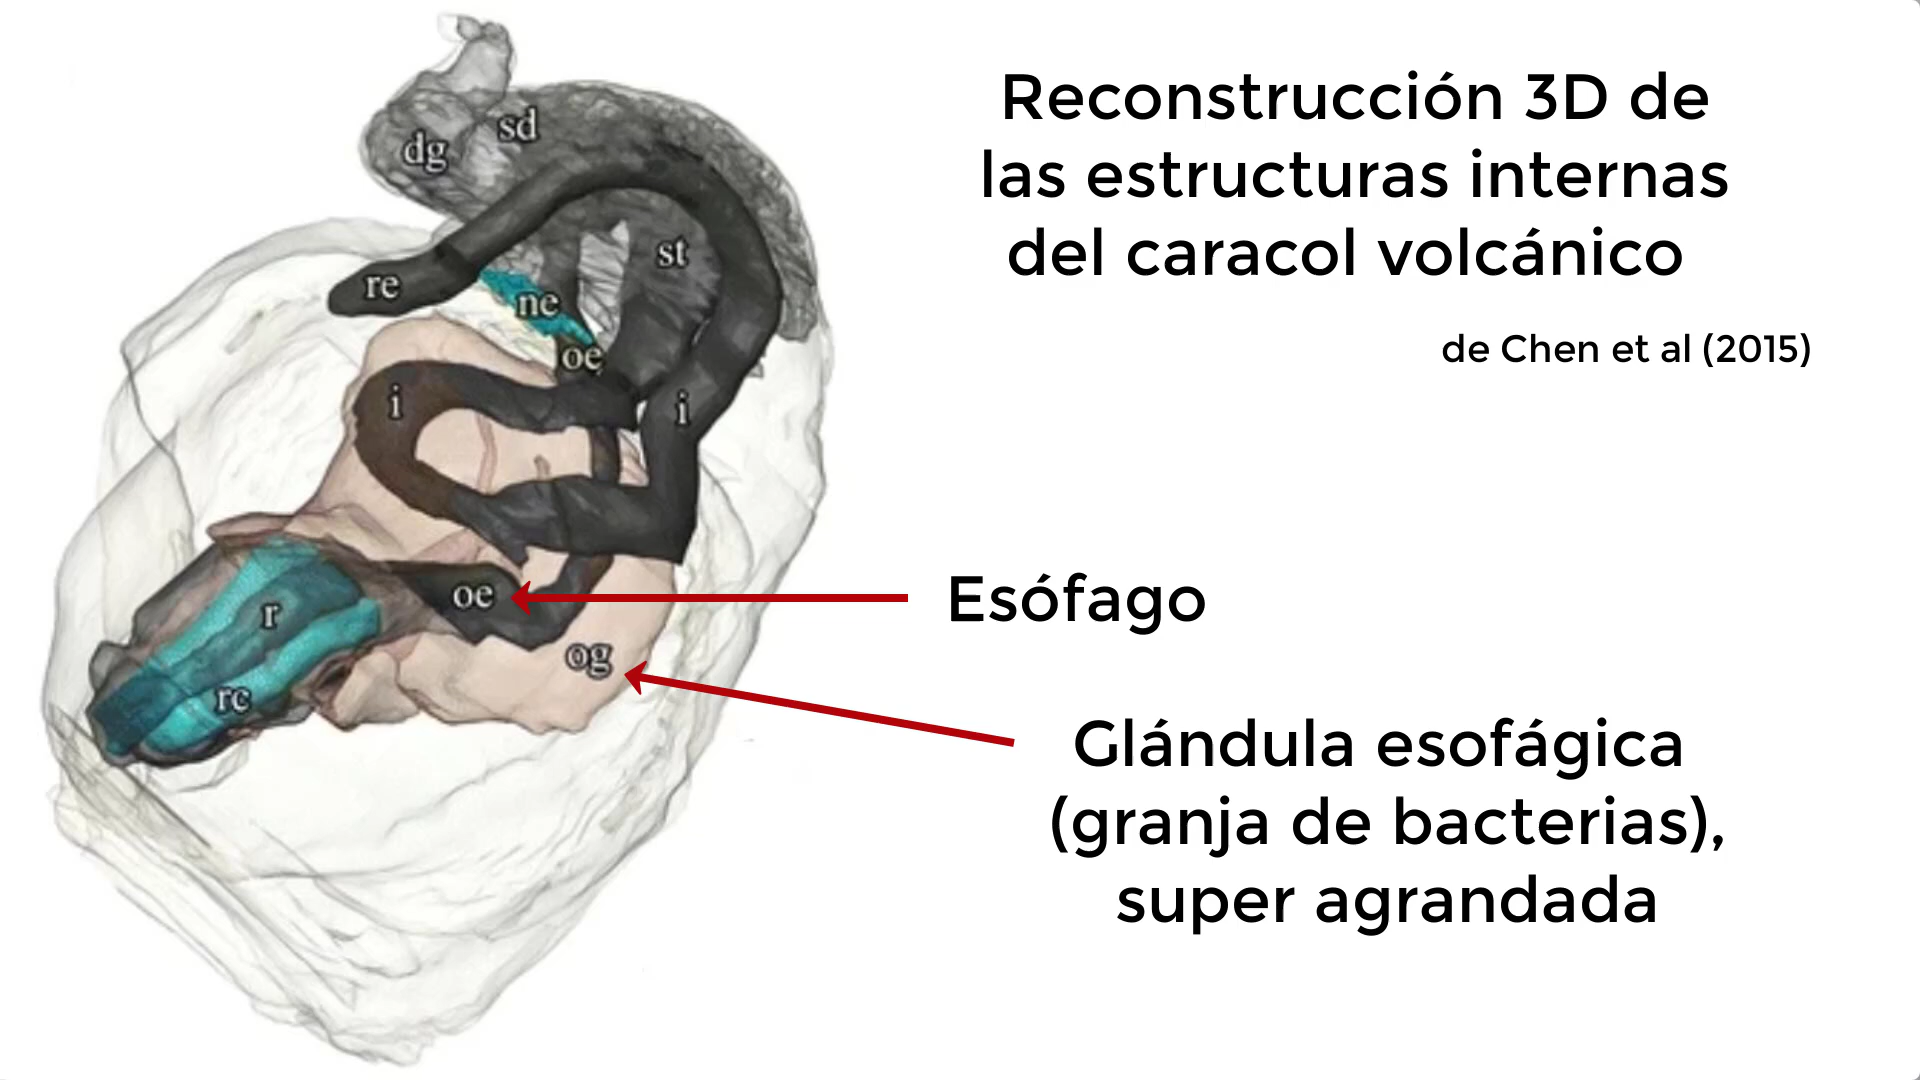 Reconstrucción 3D de
las estructuras internas
del caracol volcánico
de Chen et al (2015)
sd
dg
st
re
ne
oe
i
i
oe
r
og
rc
Esófago
Glándula esofágica
(granja de bacterias),
super agrandada